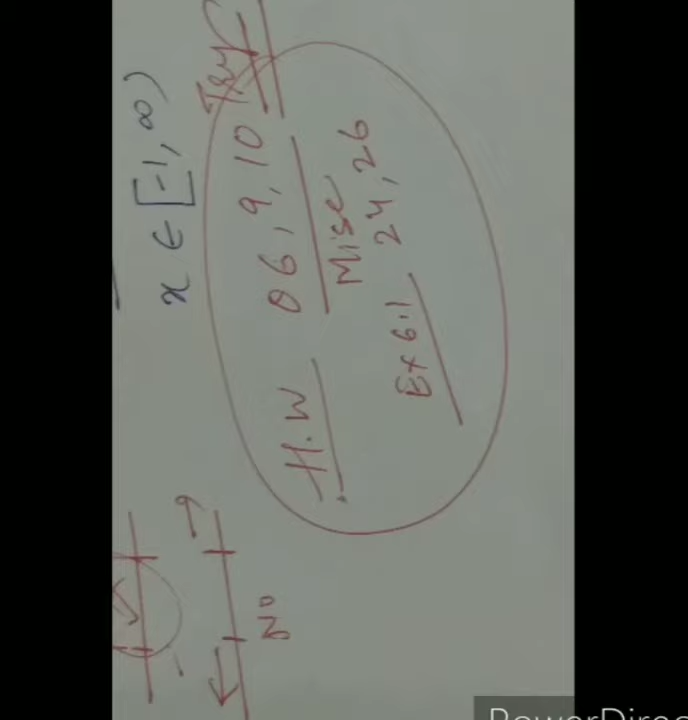 x ∈ [-1, ∞)
H.W 06, 9, 10
Misc
Ex 6.1 24, 26
No